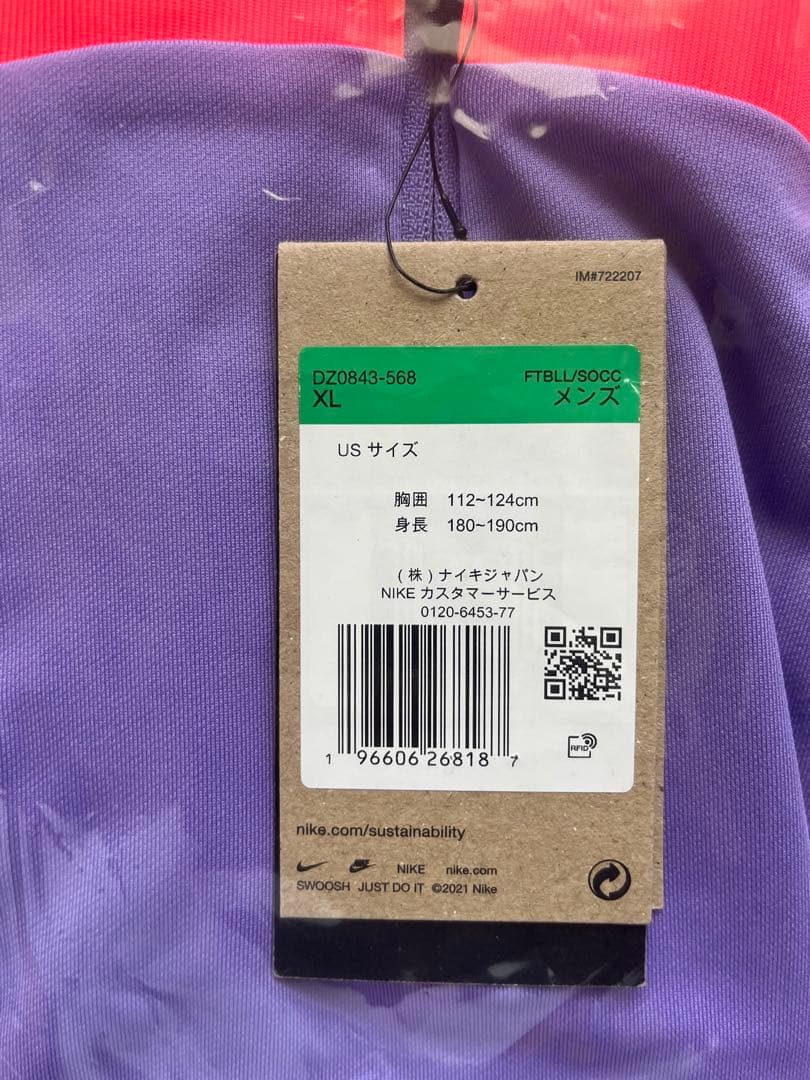 IM#722207
DZ0843-568
XL
FTBLL/SOCC
メンズ
US サイズ
胸囲 112~124cm
身長 180~190cm
(株)ナイキジャパン
NIKE カスタマーサービス
0120-6453-77
1 96606 26818 7
RFID
nike.com/sustainability
NIKE nike.com
SWOOSH JUST DO IT ©2021 Nike